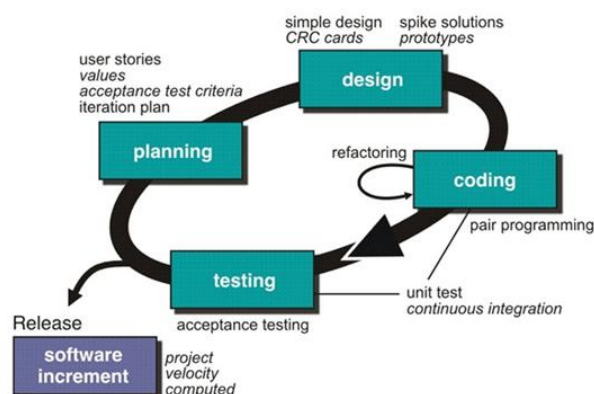 simple design
CRC cards
spike solutions
prototypes
user stories
values
acceptance test criteria
iteration plan
design
planning
refactoring
coding
pair programming
testing
unit test
continuous integration
acceptance testing
Release
software
increment
project
velocity
computed